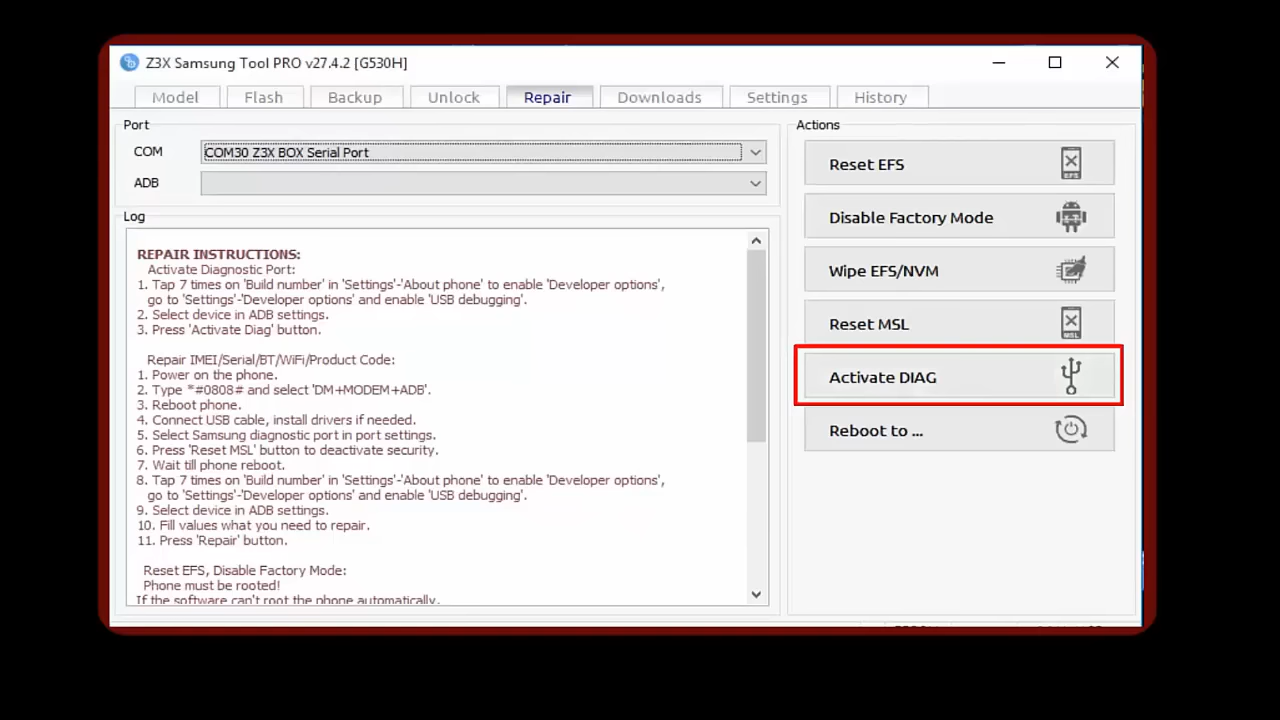 Z3X Samsung Tool PRO v27.4.2 [G530H]
Model Flash Backup Unlock Repair Downloads Settings History
Port
COM COM30 Z3X BOX Serial Port
ADB
Log
REPAIR INSTRUCTIONS:
Activate Diagnostic Port:
1. Tap 7 times on 'Build number' in 'Settings'-'About phone' to enable 'Developer options',
go to 'Settings'-'Developer options' and enable 'USB debugging'.
2. Select device in ADB settings.
3. Press 'Activate Diag' button.
Repair IMEI/Serial/BT/WiFi/Product Code:
1. Power on the phone.
2. Type *#0808# and select 'DM+MODEM+ADB'.
3. Reboot phone.
4. Connect USB cable, install drivers if needed.
5. Select Samsung diagnostic port in port settings.
6. Press 'Reset MSL' button to deactivate security.
7. Wait till phone reboot.
8. Tap 7 times on 'Build number' in 'Settings'-'About phone' to enable 'Developer options',
go to 'Settings'-'Developer options' and enable 'USB debugging'.
9. Select device in ADB settings.
10. Fill values what you need to repair.
11. Press 'Repair' button.
Reset EFS, Disable Factory Mode:
Phone must be rooted!
If the software can't root the phone automatically.
Actions
Reset EFS
EFS
Disable Factory Mode
Wipe EFS/NVM
Reset MSL
MSL
Activate DIAG
Reboot to ...